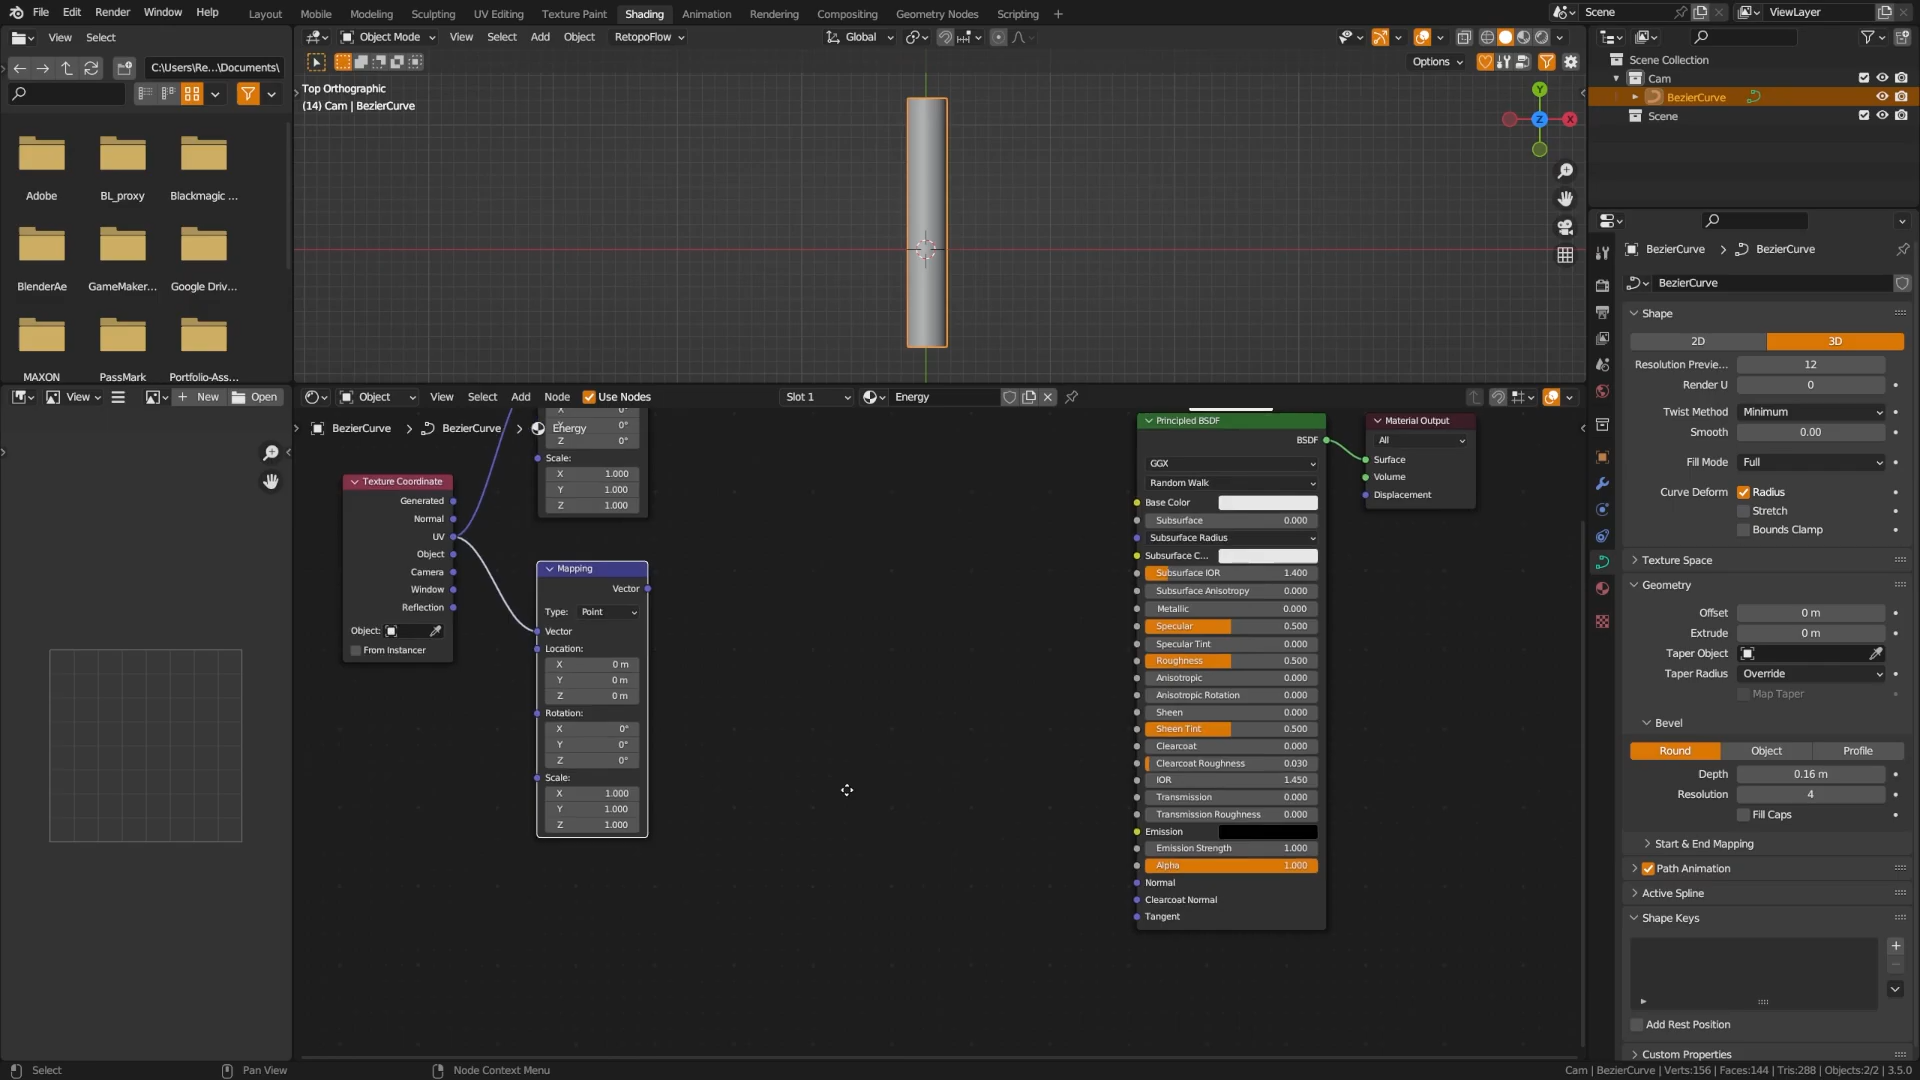 File Edit Render Window Help Layout Mobile Modeling Sculpting UV Editing Texture Paint Shading Animation Rendering Compositing Geometry Nodes Scripting + Scene ViewLayer
View Select
C:\Users\Re...\Documents\
Adobe BL_proxy Blackmagic ...
BlenderAe GameMaker... Google Driv...
MAXON PassMark Portfolio-Ass...
Object Mode View Select Add Object RetopoFlow Global
Options
Top Orthographic
(14) Cam | BezierCurve
Y
Z X
Scene Collection
Cam
BezierCurve
Scene
View + New Open
Object View Select Add Node Use Nodes Slot 1 Energy
BezierCurve > BezierCurve > Energy
X 0°
Y 0°
Z 0°
Scale:
X 1.000
Y 1.000
Z 1.000
Texture Coordinate
Generated
Normal
UV
Object
Camera
Window
Reflection
Object:
From Instancer
Mapping
Vector
Type: Point
Vector
Location:
X 0 m
Y 0 m
Z 0 m
Rotation:
X 0°
Y 0°
Z 0°
Scale:
X 1.000
Y 1.000
Z 1.000
Principled BSDF
BSDF
GGX
Random Walk
Base Color
Subsurface 0.000
Subsurface Radius
Subsurface C...
Subsurface IOR 1.400
Subsurface Anisotropy 0.000
Metallic 0.000
Specular 0.500
Specular Tint 0.000
Roughness 0.500
Anisotropic 0.000
Anisotropic Rotation 0.000
Sheen 0.000
Sheen Tint 0.500
Clearcoat 0.000
Clearcoat Roughness 0.030
IOR 1.450
Transmission 0.000
Transmission Roughness 0.000
Emission
Emission Strength 1.000
Alpha 1.000
Normal
Clearcoat Normal
Tangent
Material Output
All
Surface
Volume
Displacement
BezierCurve > BezierCurve
BezierCurve
Shape
2D 3D
Resolution Previe... 12
Render U 0
Twist Method Minimum
Smooth 0.00
Fill Mode Full
Curve Deform Radius
Stretch
Bounds Clamp
Texture Space
Geometry
Offset 0 m
Extrude 0 m
Taper Object
Taper Radius Override
Map Taper
Bevel
Round Object Profile
Depth 0.16 m
Resolution 4
Fill Caps
Start & End Mapping
Path Animation
Active Spline
Shape Keys
Add Rest Position
Custom Properties
Select Pan View Node Context Menu Cam | BezierCurve | Verts:156 | Faces:144 | Tris:288 | Objects:2/2 | 3.5.0